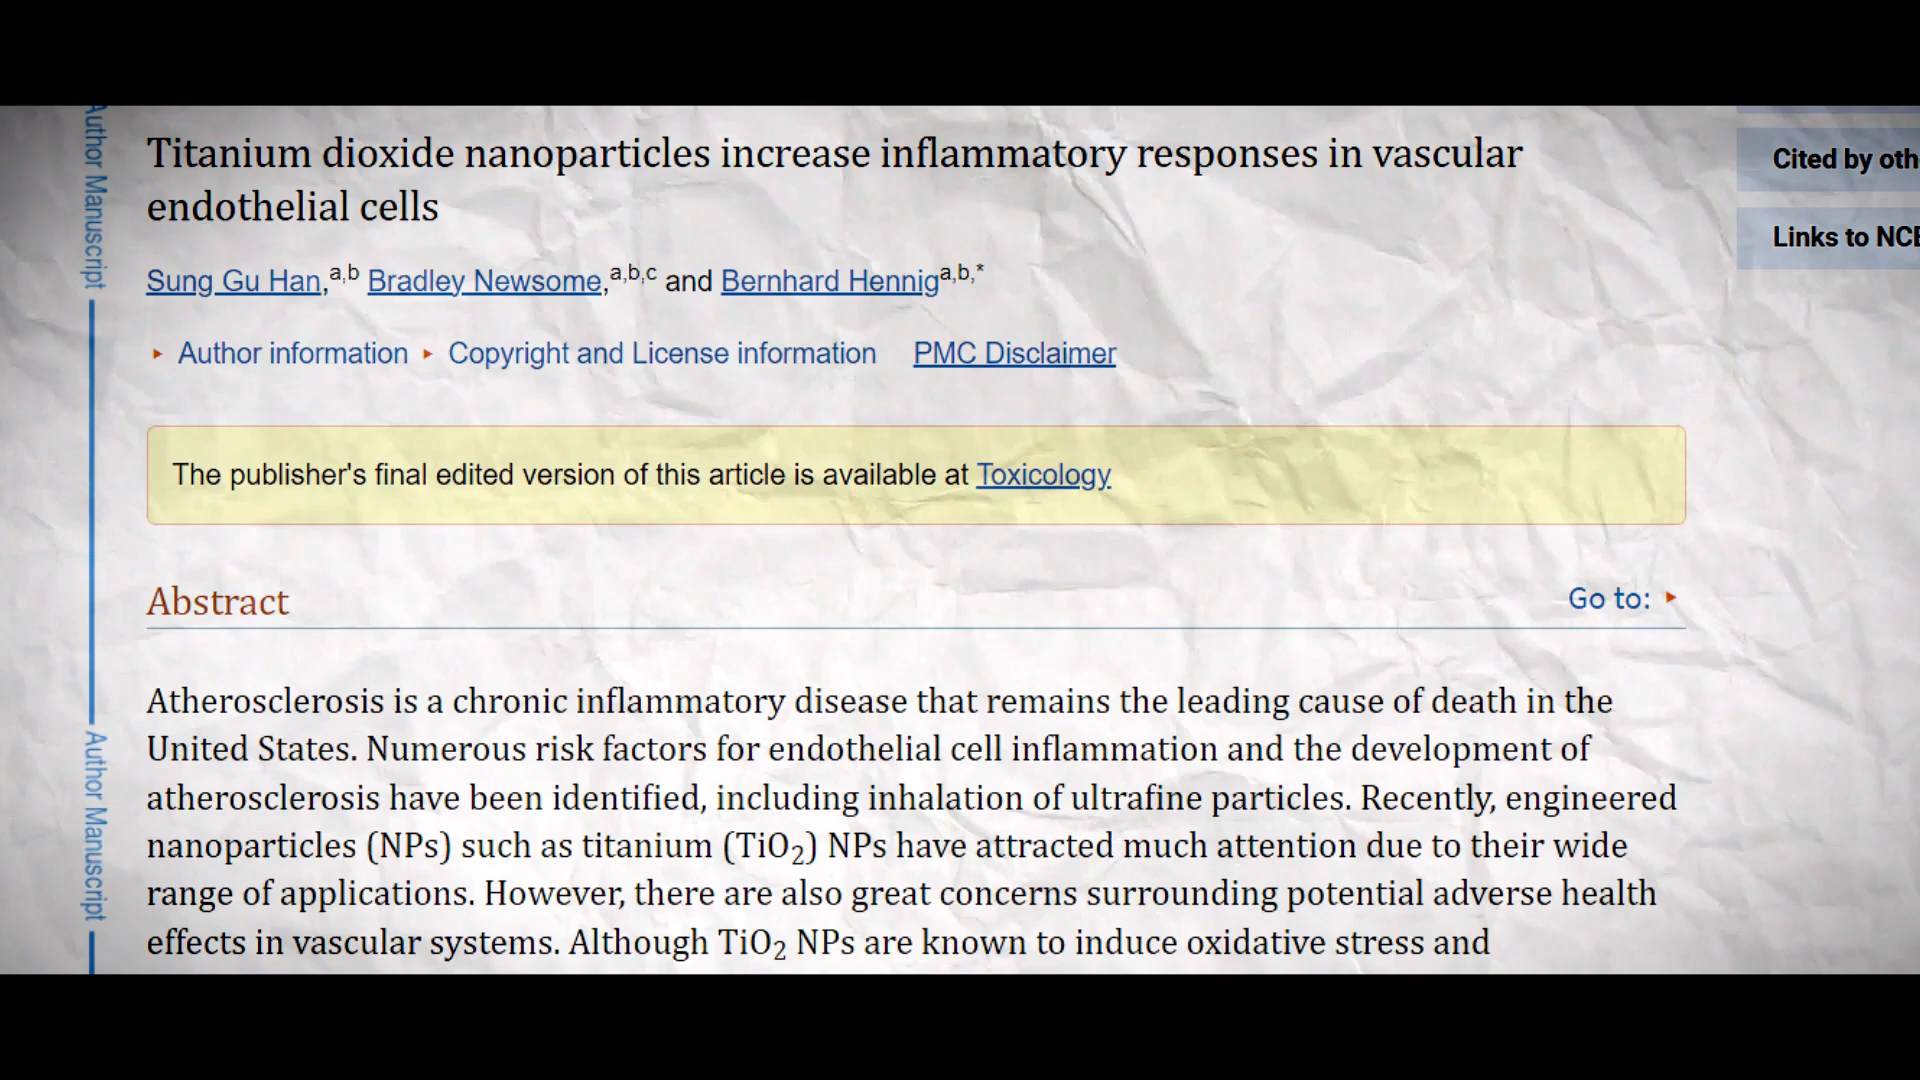 Author Manuscript
Titanium dioxide nanoparticles increase inflammatory responses in vascular
endothelial cells
Sung Gu Han,a,b Bradley Newsome,a,b,c and Bernhard Henniga,b,*
Author information Copyright and License information PMC Disclaimer
The publisher's final edited version of this article is available at Toxicology
Abstract
Go to:
Atherosclerosis is a chronic inflammatory disease that remains the leading cause of death in the
United States. Numerous risk factors for endothelial cell inflammation and the development of
atherosclerosis have been identified, including inhalation of ultrafine particles. Recently, engineered
nanoparticles (NPs) such as titanium (TiO2) NPs have attracted much attention due to their wide
range of applications. However, there are also great concerns surrounding potential adverse health
effects in vascular systems. Although TiO2 NPs are known to induce oxidative stress and
Author Manuscript
Cited by oth
Links to NCB